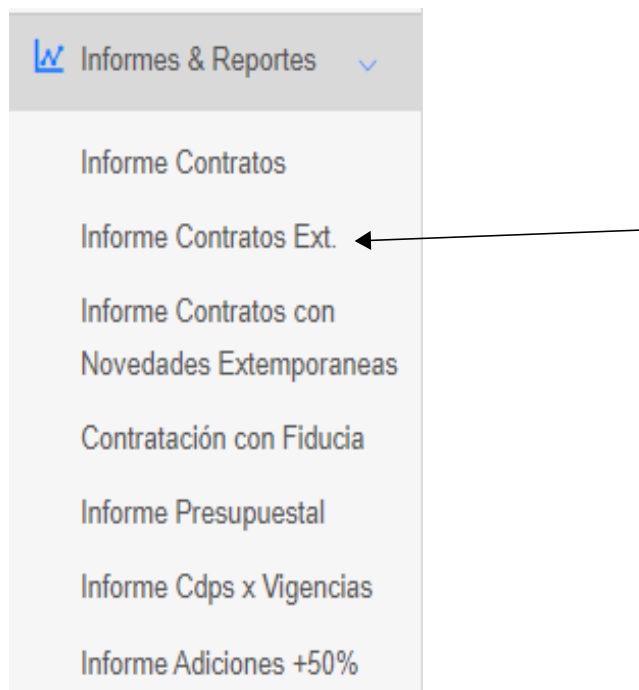 Informes & Reportes
Informe Contratos
Informe Contratos Ext.
Informe Contratos con
Novedades Extemporaneas
Contratación con Fiducia
Informe Presupuestal
Informe Cdps x Vigencias
Informe Adiciones +50%